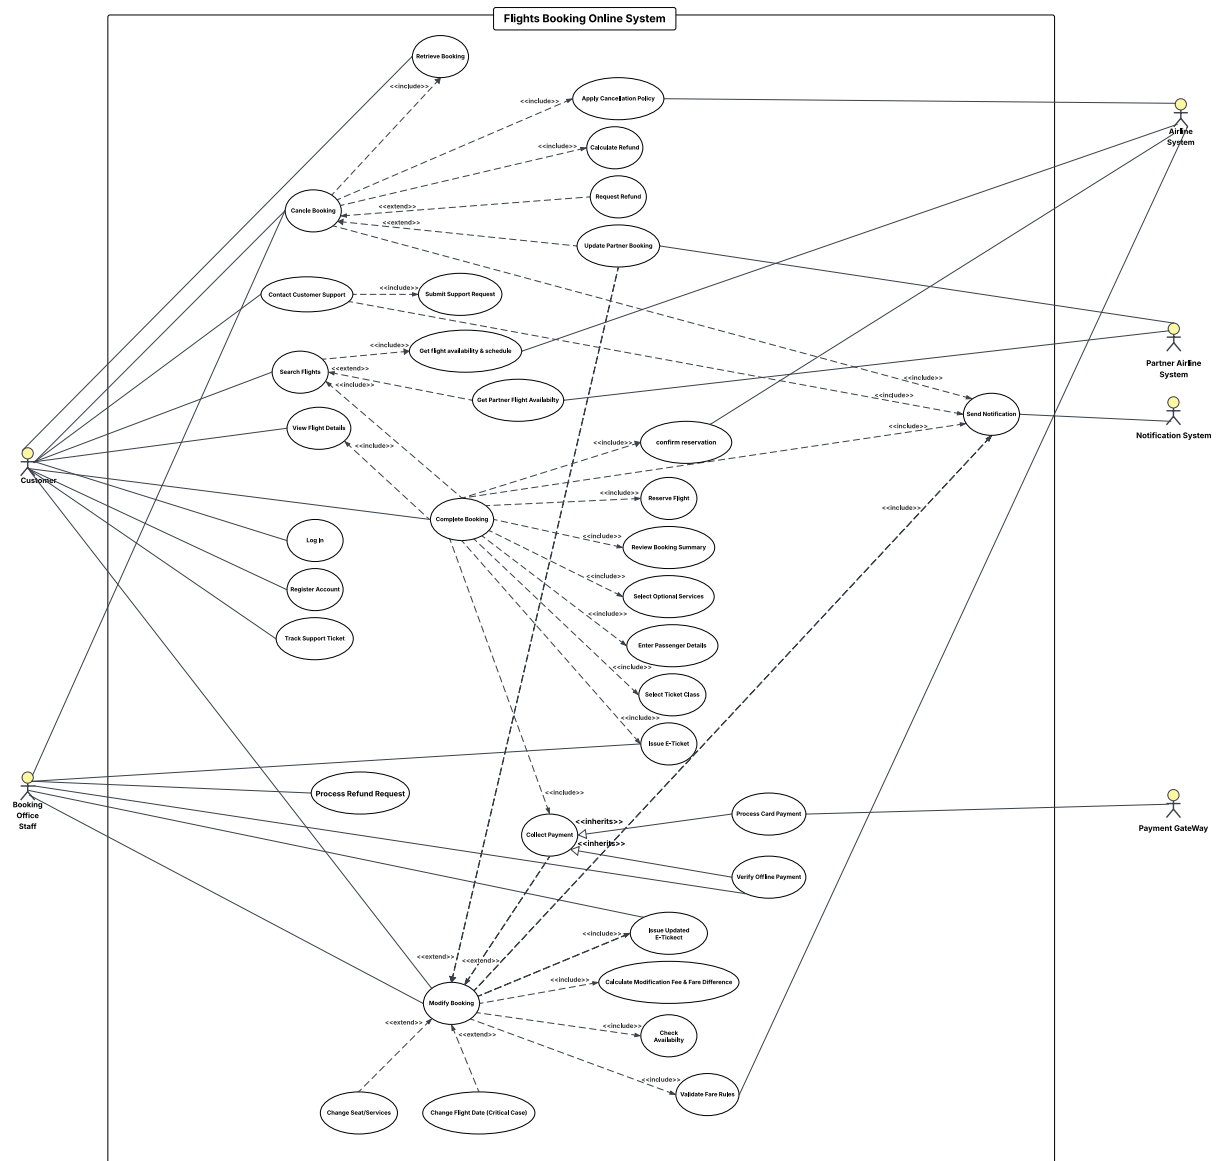 Flights Booking Online System
Retrieve Booking
<<include>>
<<include>>
Apply Cancellation Policy
Airline
System
<<include>>
Calculate Refund
Request Refund
<<extend>>
Cancle Booking
<<extend>>
Update Partner Booking
Contact Customer Support
<<include>>
Submit Support Request
<<include>>
Get flight availability & schedule
Partner Airline
System
Search Flights
<<extend>>
<<include>>
<<include>>
<<include>>
Get Partner Flight Availabilty
Send Notification
<<include>>
Notification System
View Flight Details
<<include>>
<<include>>
confirm reservation
Customer
<<include>>
Reserve Flight
<<include>>
Complete Booking
<<include>>
Review Booking Summary
Log In
<<include>>
Register Account
Select Optional Services
<<include>>
Track Support Ticket
Enter Passenger Details
<<include>>
Select Ticket Class
<<include>>
Issue E-Ticket
Booking
Office
Staff
Process Refund Request
<<include>>
Process Card Payment
Payment GateWay
<<inherits>>
Collect Payment
<<inherits>>
Verify Offline Payment
<<include>>
Issue Updated
E-Tickect
<<extend>>
<<extend>>
<<include>>
Calculate Modification Fee & Fare Difference
Modify Booking
<<extend>>
<<extend>>
<<include>>
Check
Availabilty
<<include>>
Validate Fare Rules
Change Seat/Services
Change Flight Date (Critical Case)